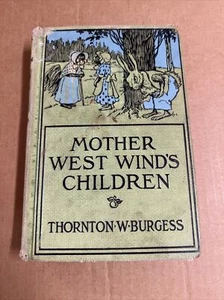 MOTHER
WEST WIND'S
CHILDREN
THORNTON·W·BURGESS